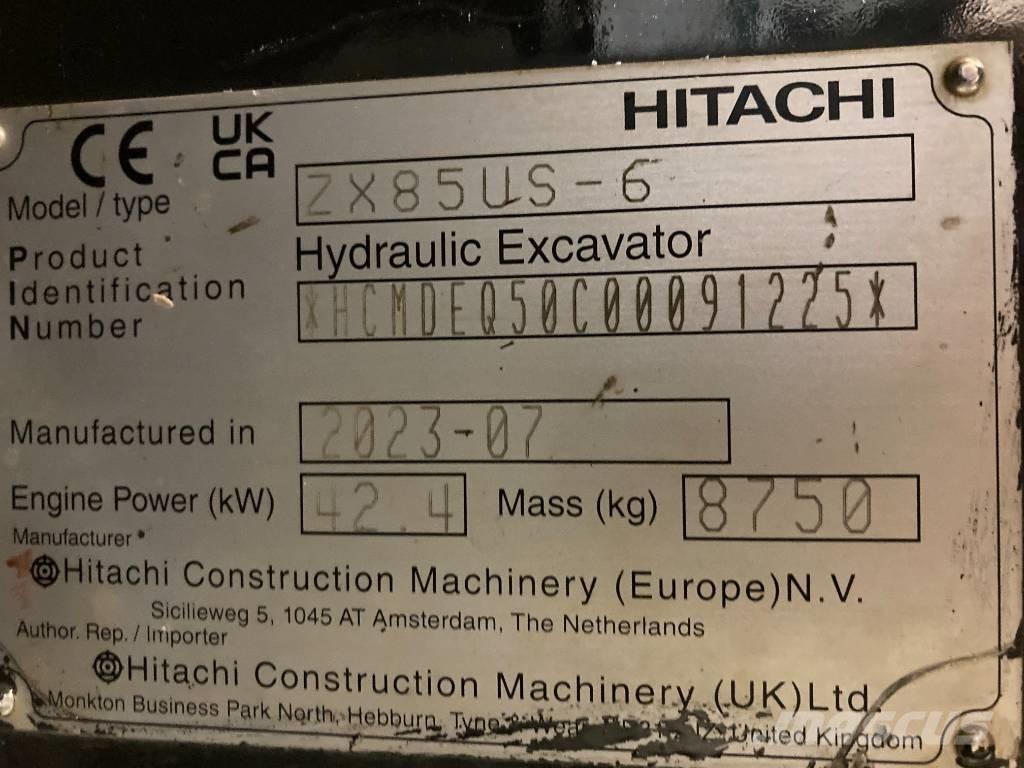 HITACHI
CE UK CA
Model / type ZX85US-6
Hydraulic Excavator
Product Identification Number *HCMDEQ50C00091225*
Manufactured in 2023-07
Engine Power (kW) 42.4 Mass (kg) 8750
Manufacturer
Hitachi Construction Machinery (Europe)N.V.
Sicilieweg 5, 1045 AT Amsterdam, The Netherlands
Author. Rep. / Importer
Hitachi Construction Machinery (UK)Ltd
Monkton Business Park North, Hebburn, Tyne & United Kingdom
mascus